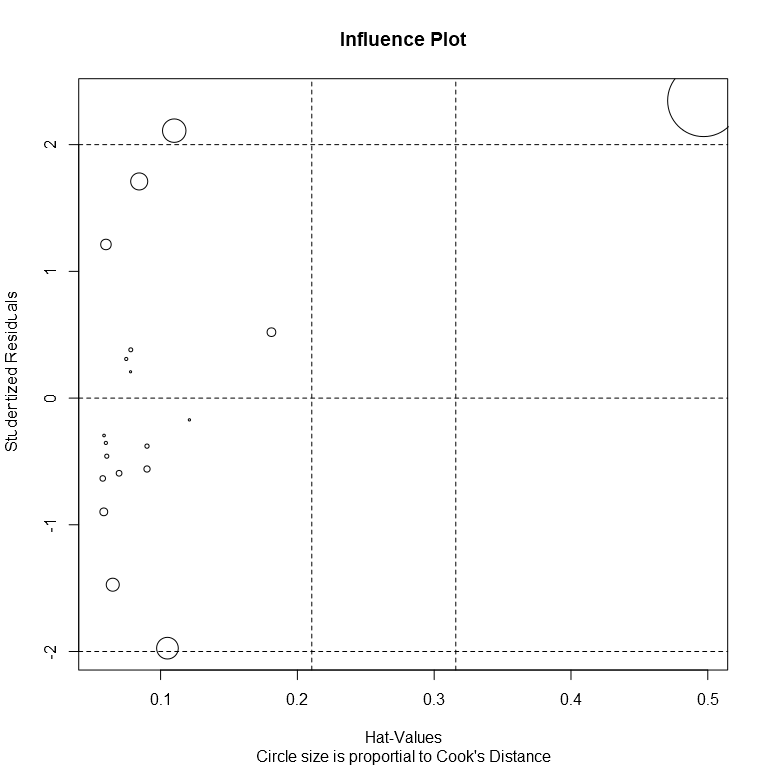 Influence Plot
Studentized Residuals
2
1
0
-1
-2
0.1 0.2 0.3 0.4 0.5
Hat-Values
Circle size is proportial to Cook's Distance